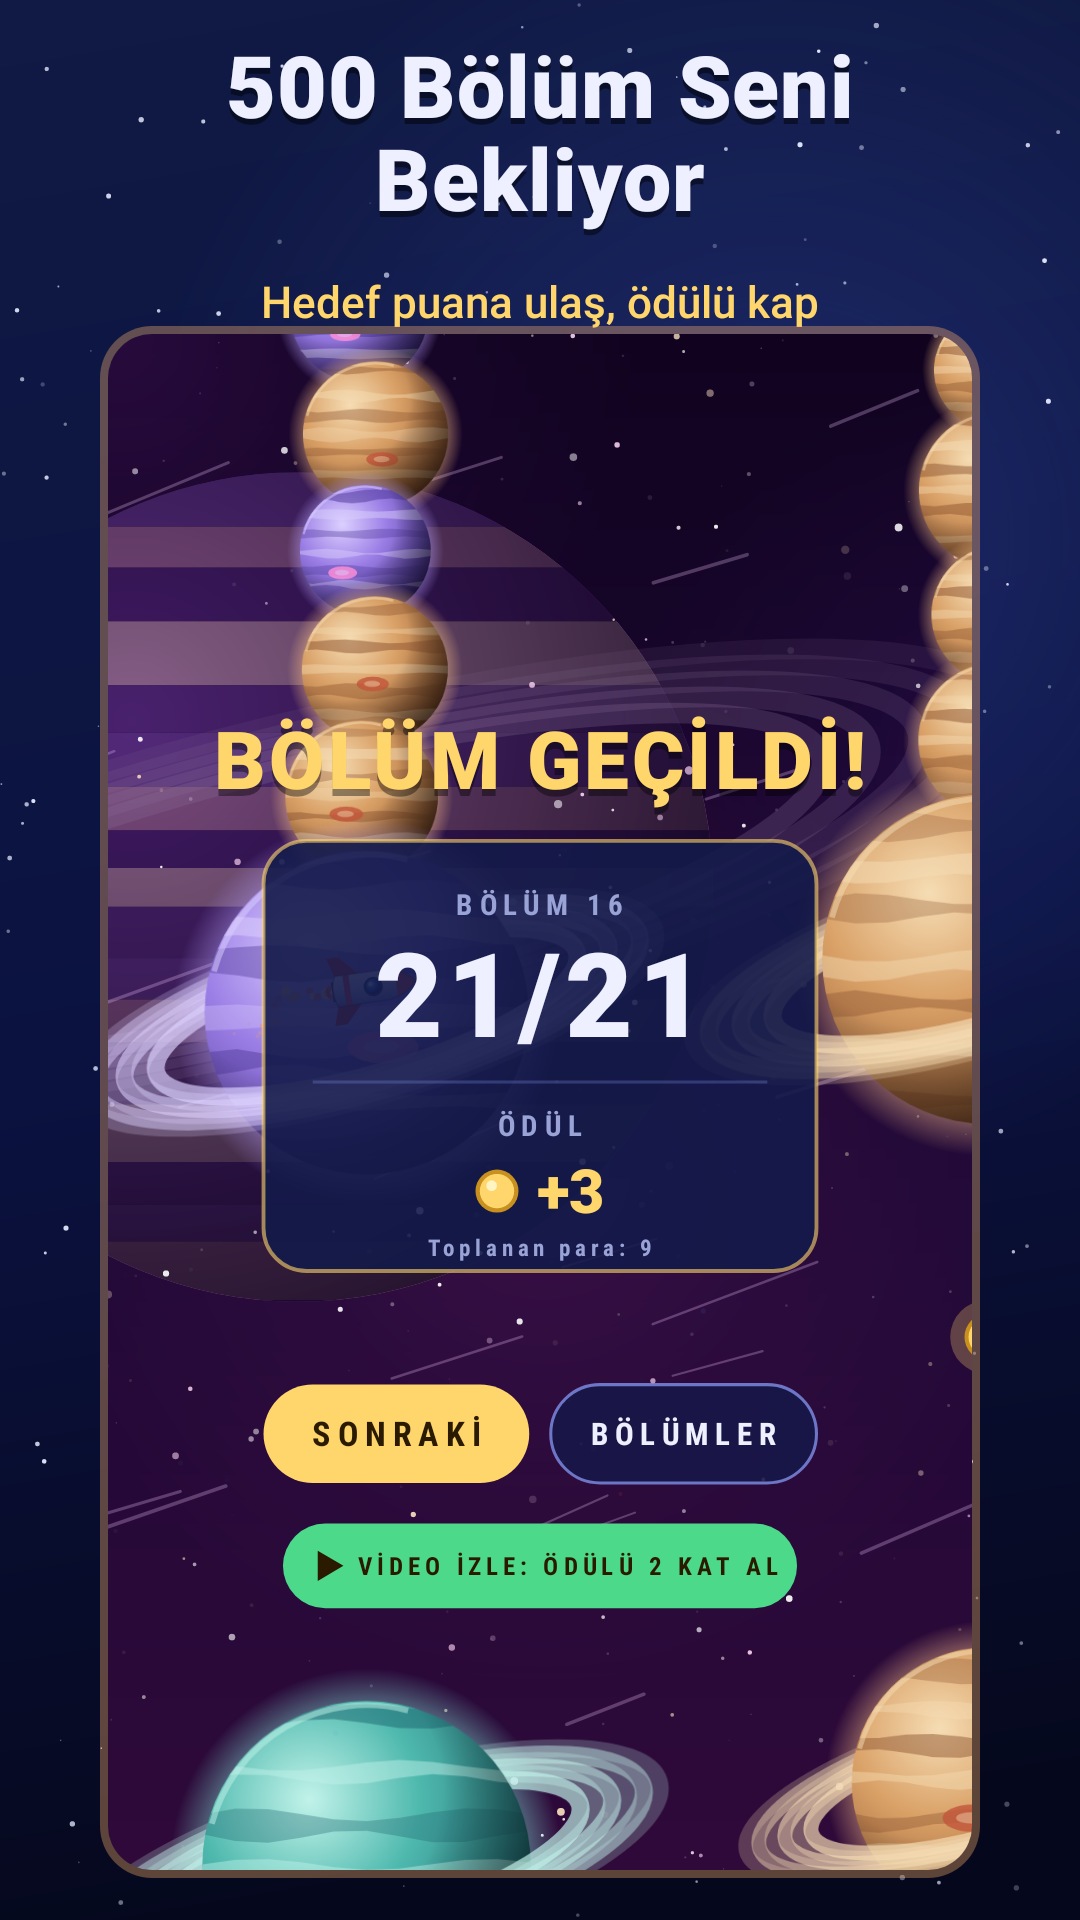 500 Bölüm Seni
Bekliyor
Hedef puana ulaş, ödülü kap
BÖLÜM GEÇİLDİ!
BÖLÜM 16
21/21
ÖDÜL
+3
Toplanan para: 9
SONRAKİ
BÖLÜMLER
VİDEO İZLE: ÖDÜLÜ 2 KAT AL